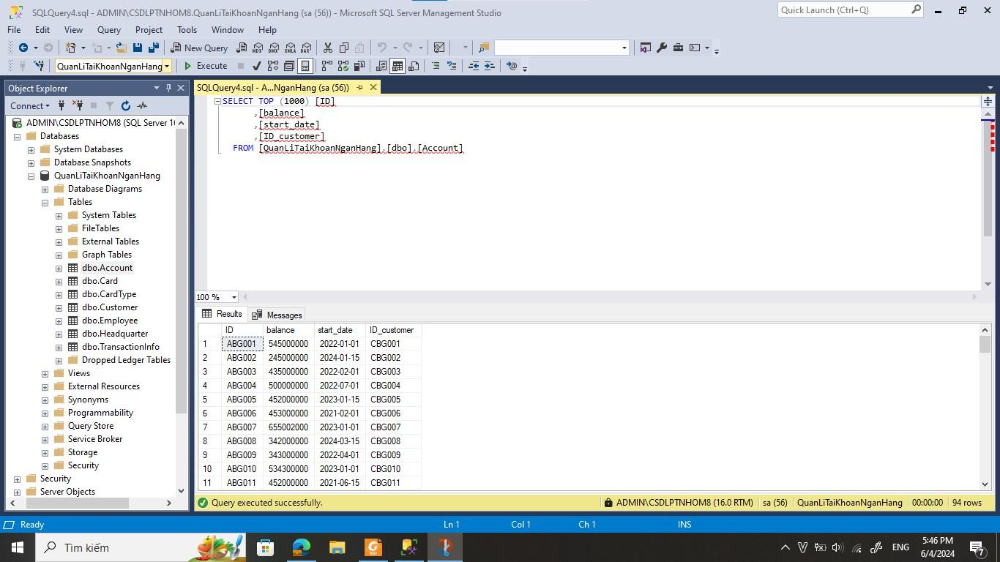 SQLQuery4.sql - ADMIN\CSDLPTNHOM8.QuanLiTaiKhoanNganHang (sa (56)) - Microsoft SQL Server Management Studio
Quick Launch (Ctrl+Q)
File Edit View Query Project Tools Window Help
New Query
MDX DMX XMLA DAX
QuanLiTaiKhoanNganHang
Execute
Object Explorer
Connect
ADMIN\CSDLPTNHOM8 (SQL Server 16
Databases
System Databases
Database Snapshots
QuanLiTaiKhoanNganHang
Database Diagrams
Tables
System Tables
FileTables
External Tables
Graph Tables
dbo.Account
dbo.Card
dbo.CardType
dbo.Customer
dbo.Employee
dbo.Headquarter
dbo.TransactionInfo
Dropped Ledger Tables
Views
External Resources
Synonyms
Programmability
Query Store
Service Broker
Storage
Security
Security
Server Objects
SQLQuery4.sql - A...NganHang (sa (56))
SELECT TOP (1000) [ID]
,[balance]
,[start_date]
,[ID_customer]
FROM [QuanLiTaiKhoanNganHang].[dbo].[Account]
100 %
Results Messages
ID balance start_date ID_customer
1 ABG001 545000000 2022-01-01 CBG001
2 ABG002 245000000 2024-01-15 CBG002
3 ABG003 435000000 2022-02-01 CBG003
4 ABG004 500000000 2022-07-01 CBG004
5 ABG005 452000000 2023-01-15 CBG005
6 ABG006 453000000 2021-02-01 CBG006
7 ABG007 655002000 2023-01-01 CBG007
8 ABG008 342000000 2024-03-15 CBG008
9 ABG009 343000000 2022-04-01 CBG009
10 ABG010 534300000 2023-01-01 CBG010
11 ABG011 452000000 2021-06-15 CBG011
Query executed successfully. ADMIN\CSDLPTNHOM8 (16.0 RTM) sa (56) QuanLiTaiKhoanNganHang 00:00:00 94 rows
Ready Ln 1 Col 1 Ch 1 INS
Tìm kiếm
ENG
5:46 PM
6/4/2024
7